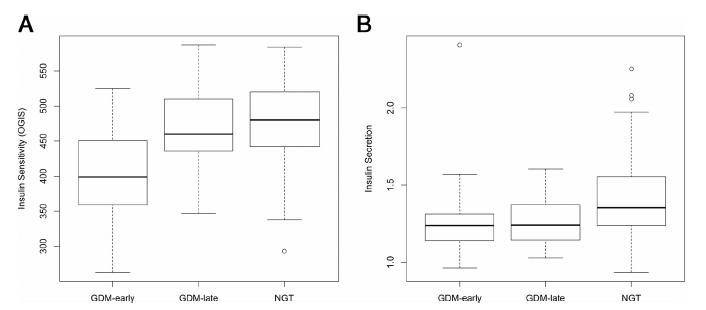 A
Insulin Sensitivity (OGIS)
550
500
450
400
350
300
GDM-early GDM-late NGT
B
Insulin Secretion
2.0
1.5
1.0
GDM-early GDM-late NGT